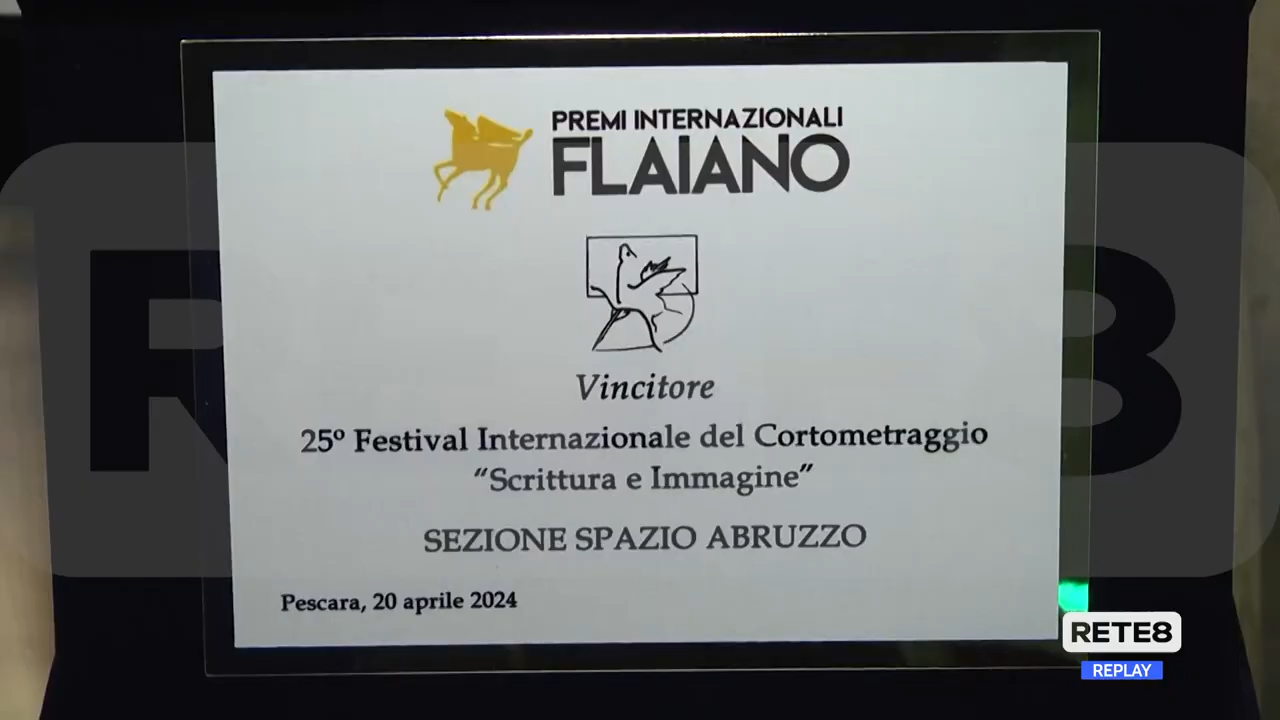 PREMI INTERNAZIONALI
FLAIANO
Vincitore
25º Festival Internazionale del Cortometraggio
“Scrittura e Immagine”
SEZIONE SPAZIO ABRUZZO
Pescara, 20 aprile 2024
RETE8
REPLAY
R 8